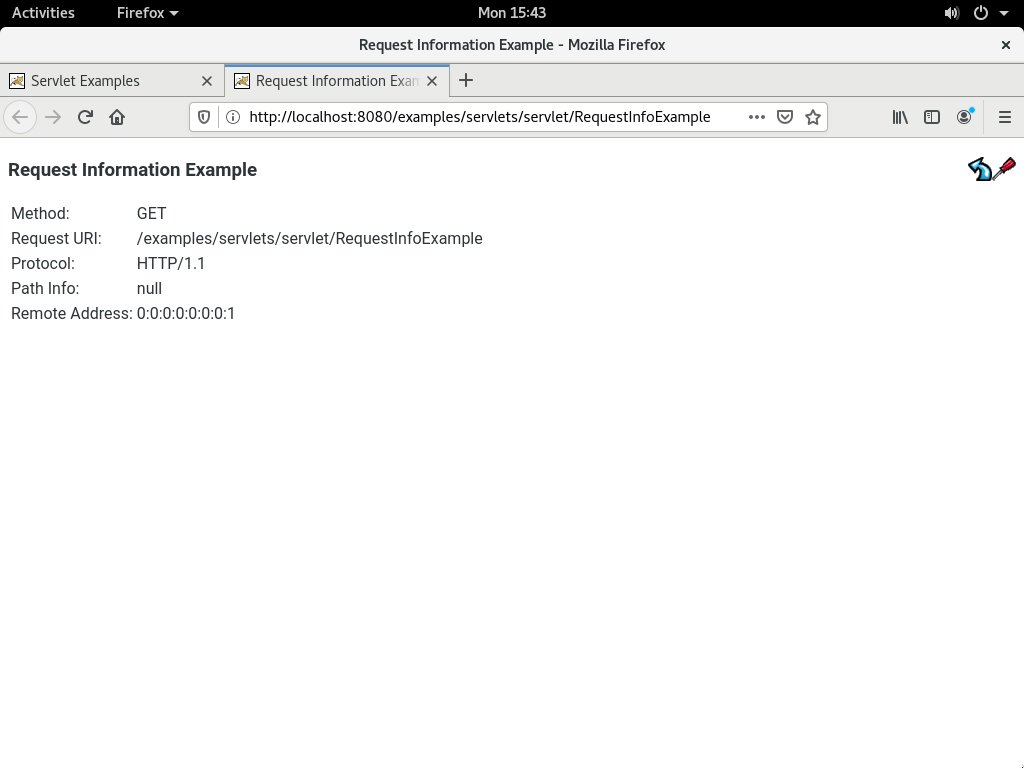 Activities Firefox Mon 15:43
Request Information Example - Mozilla Firefox
Servlet Examples Request Information Exam
http://localhost:8080/examples/servlets/servlet/RequestInfoExample
Request Information Example
Method: GET
Request URI: /examples/servlets/servlet/RequestInfoExample
Protocol: HTTP/1.1
Path Info: null
Remote Address: 0:0:0:0:0:0:0:1